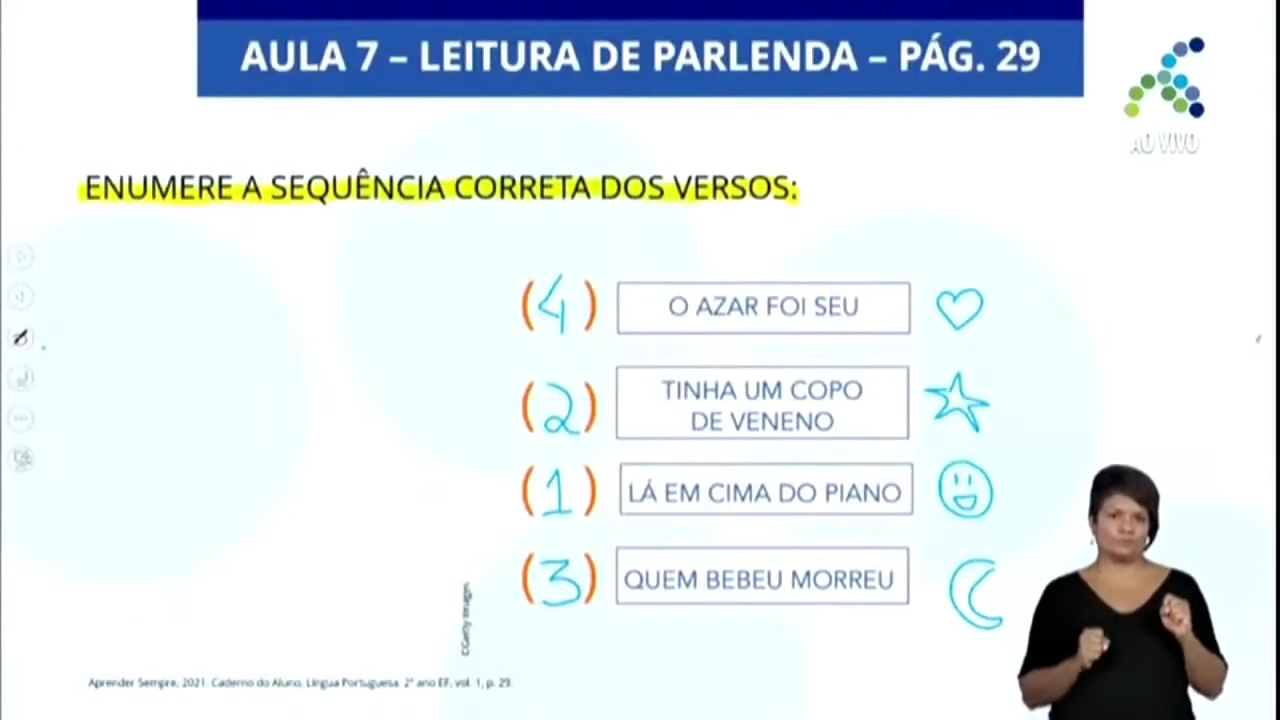 AULA 7 – LEITURA DE PARLENDA – PÁG. 29
AO VIVO
ENUMERE A SEQUÊNCIA CORRETA DOS VERSOS:
(4) O AZAR FOI SEU
(2) TINHA UM COPO
DE VENENO
(1) LÁ EM CIMA DO PIANO
(3) QUEM BEBEU MORREU
©Getty Images
Aprender Sempre, 2021. Caderno do Aluno, Língua Portuguesa. 2º ano EF, vol. 1, p. 29.